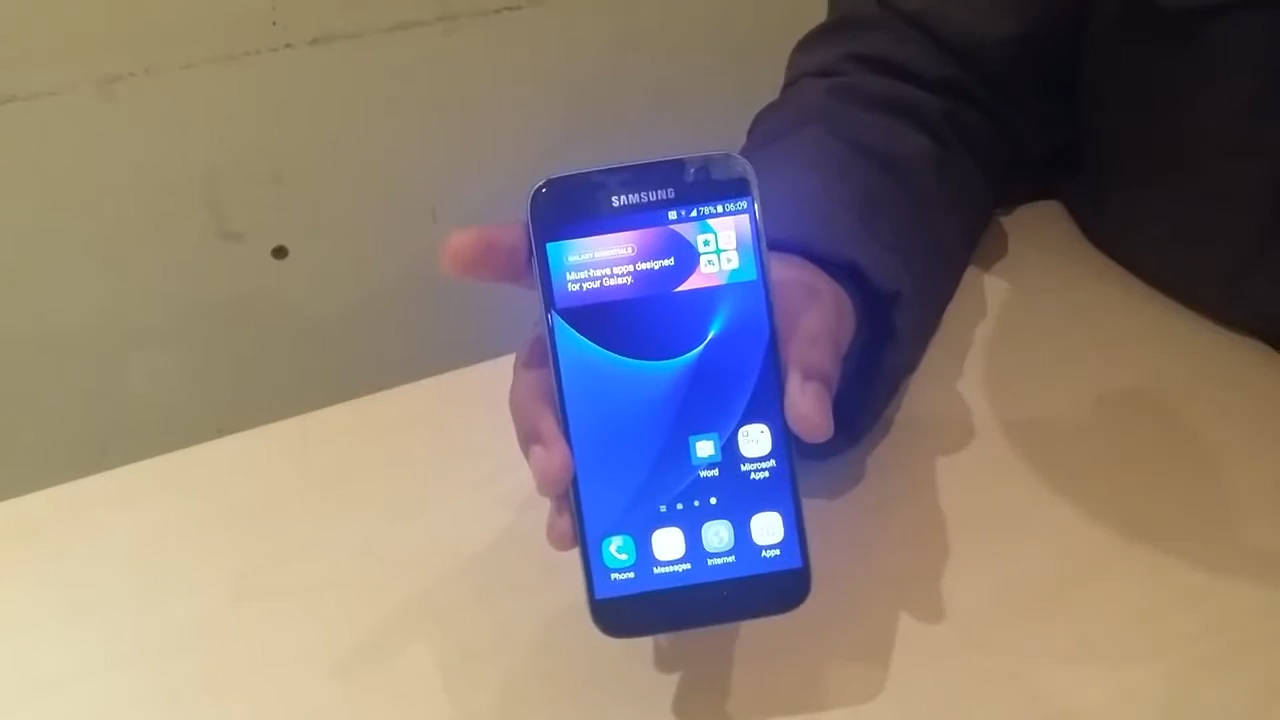 SAMSUNG
78% 06:09
GALAXY ESSENTIALS
Must-have apps designed
for your Galaxy.
Word
Microsoft
Apps
Phone
Messages
Internet
Apps